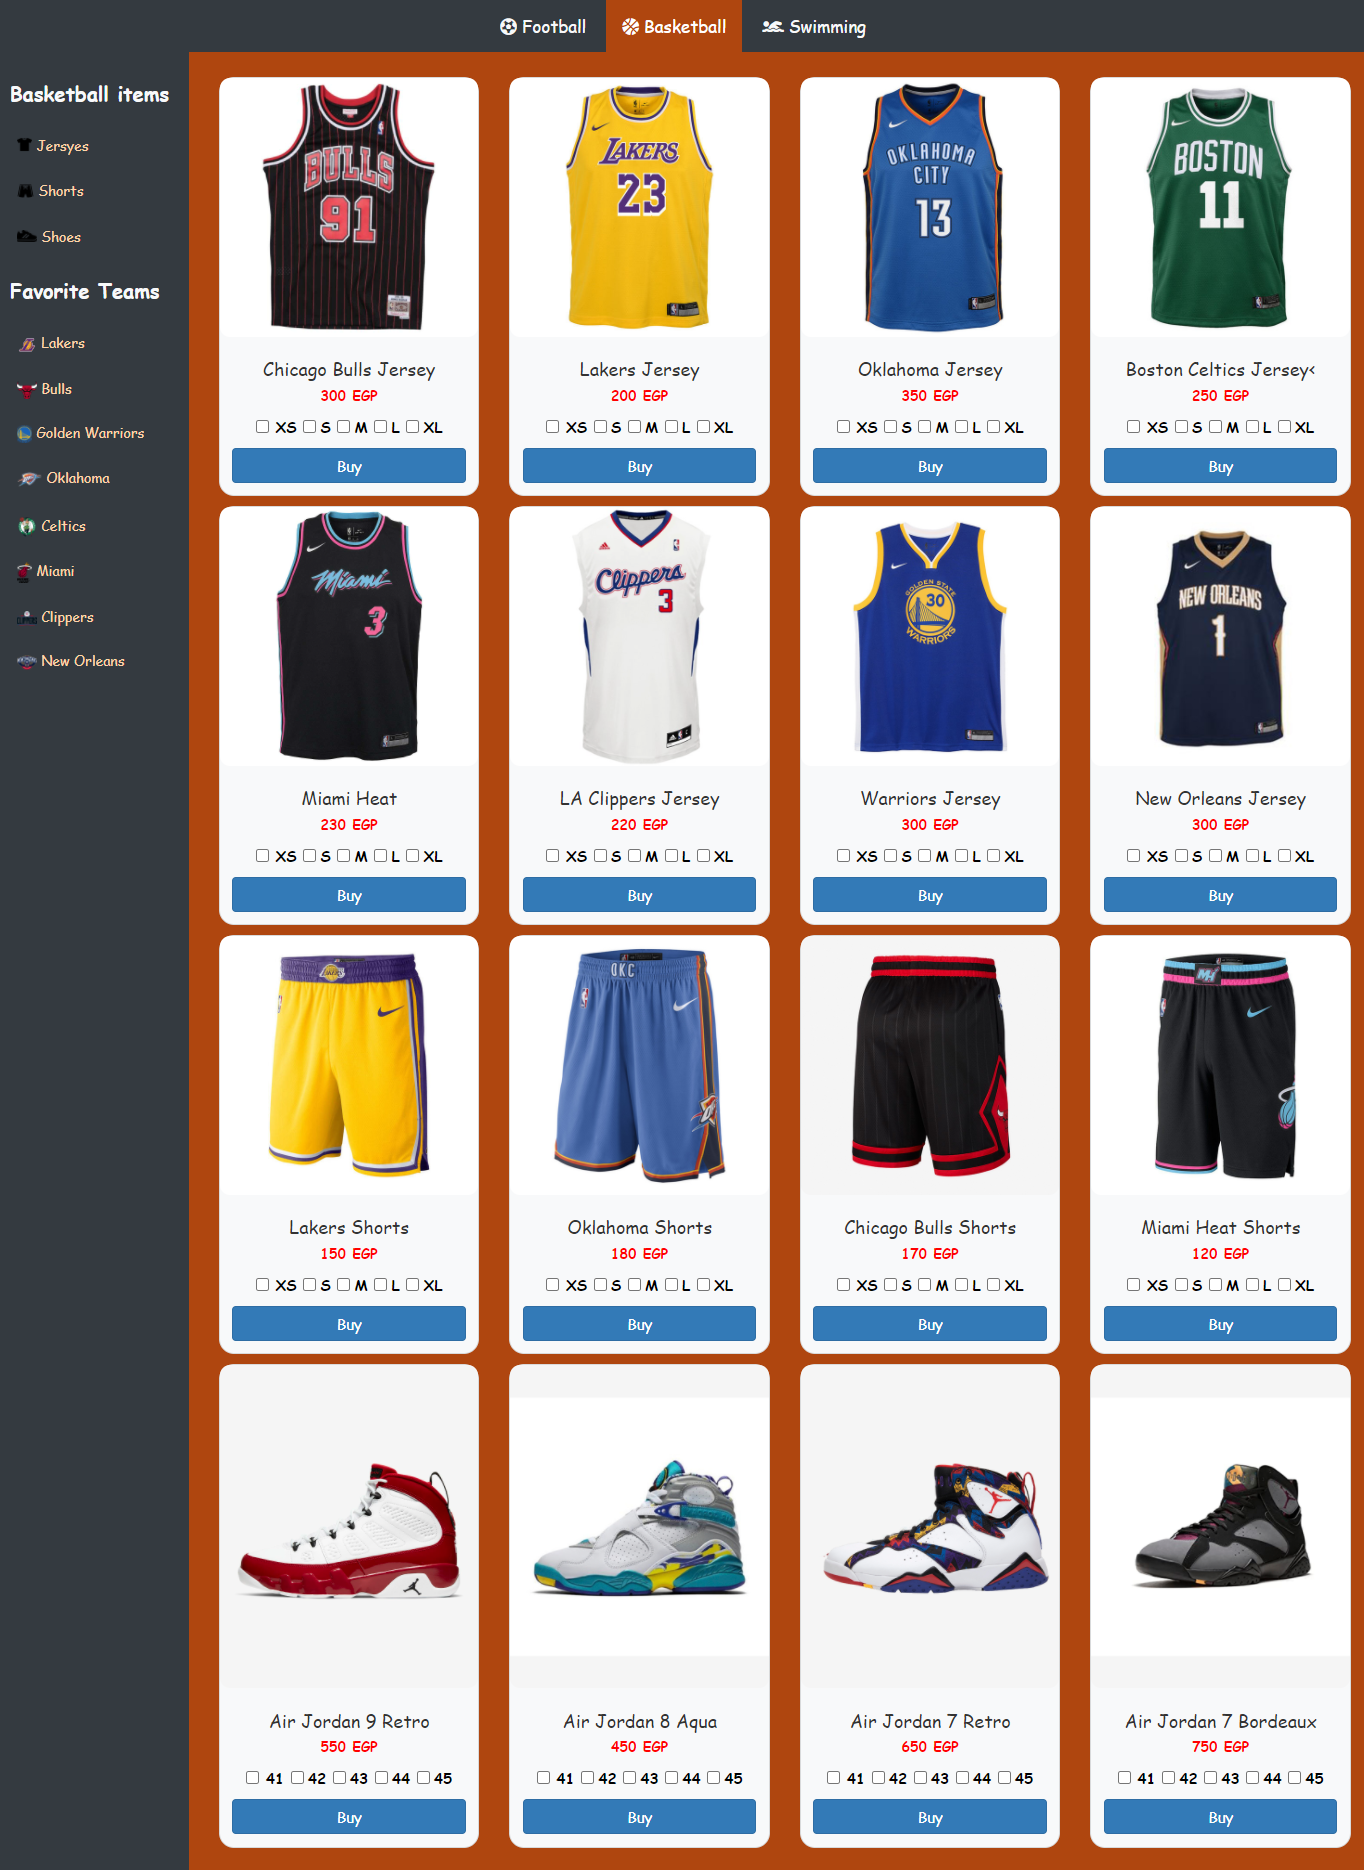 Football Basketball Swimming
Basketball items
Jersyes
Shorts
Shoes
Favorite Teams
Lakers
Bulls
Golden Warriors
Oklahoma
Celtics
Miami
Clippers
New Orleans
BULLS
91
LAKERS
23
OKLAHOMA
CITY
13
BOSTON
11
Chicago Bulls Jersey
300 EGP
XS S M L XL
Buy
Lakers Jersey
200 EGP
XS S M L XL
Buy
Oklahoma Jersey
350 EGP
XS S M L XL
Buy
Boston Celtics Jersey<
250 EGP
XS S M L XL
Buy
Miami
3
Clippers
3
GOLDEN STATE
30
WARRIORS
NEW ORLEANS
1
Miami Heat
230 EGP
XS S M L XL
Buy
LA Clippers Jersey
220 EGP
XS S M L XL
Buy
Warriors Jersey
300 EGP
XS S M L XL
Buy
New Orleans Jersey
300 EGP
XS S M L XL
Buy
LAKERS
OKC
MH
Lakers Shorts
150 EGP
XS S M L XL
Buy
Oklahoma Shorts
180 EGP
XS S M L XL
Buy
Chicago Bulls Shorts
170 EGP
XS S M L XL
Buy
Miami Heat Shorts
120 EGP
XS S M L XL
Buy
Air Jordan 9 Retro
550 EGP
41 42 43 44 45
Buy
Air Jordan 8 Aqua
450 EGP
41 42 43 44 45
Buy
Air Jordan 7 Retro
650 EGP
41 42 43 44 45
Buy
Air Jordan 7 Bordeaux
750 EGP
41 42 43 44 45
Buy